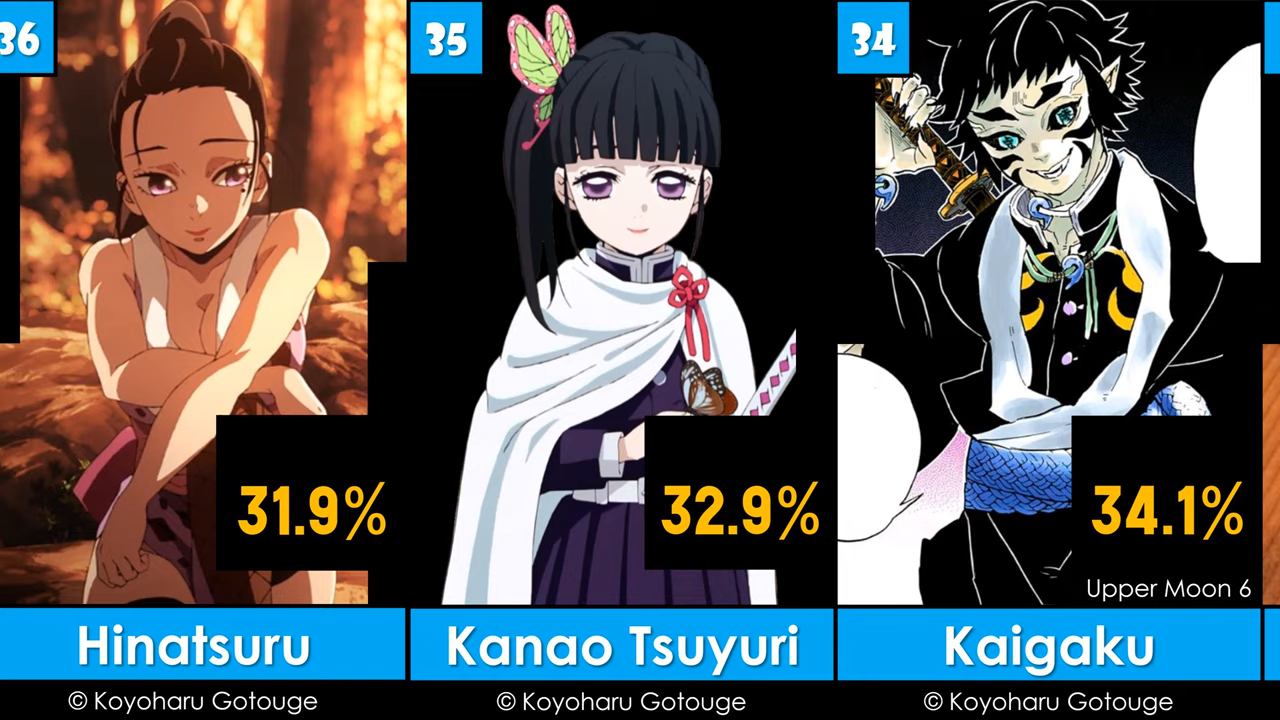 36
35
34
31.9%
32.9%
34.1%
Upper Moon 6
Hinatsuru
Kanao Tsuyuri
Kaigaku
© Koyoharu Gotouge
© Koyoharu Gotouge
© Koyoharu Gotouge